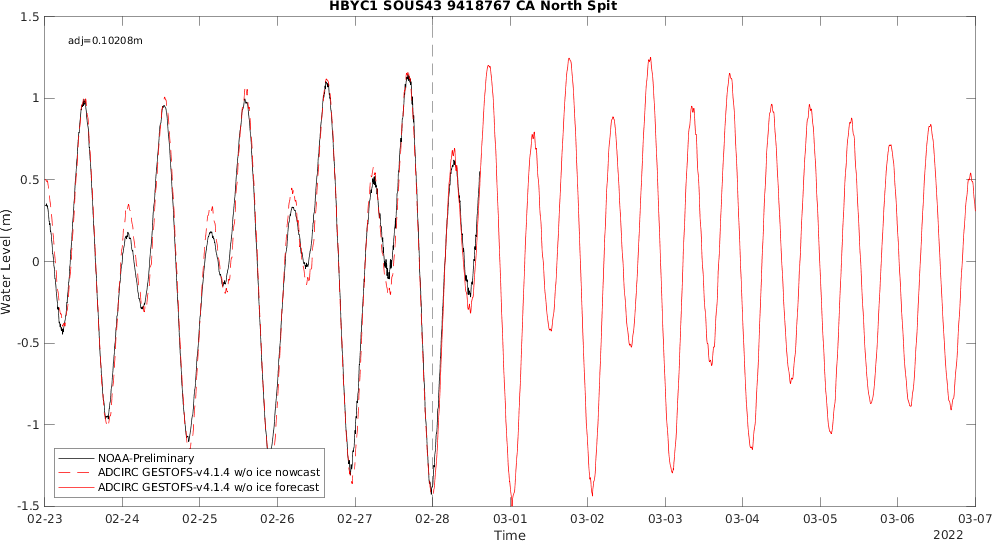 HBYC1 SOUS43 9418767 CA North Spit
adj=0.10208m
Water Level (m)
1.5
1
0.5
0
-0.5
-1
-1.5
NOAA-Preliminary
ADCIRC GESTOFS-v4.1.4 w/o ice nowcast
ADCIRC GESTOFS-v4.1.4 w/o ice forecast
02-23 02-24 02-25 02-26 02-27 02-28 03-01 03-02 03-03 03-04 03-05 03-06 03-07
Time
2022